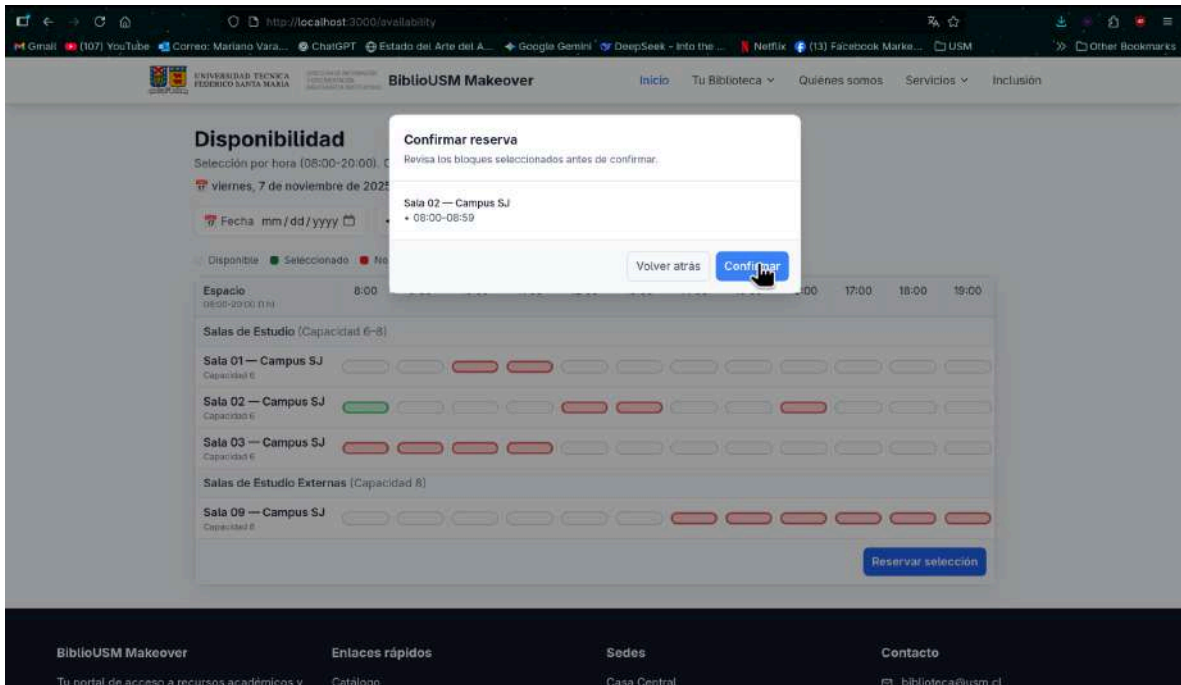 http://localhost:3000/availability
Gmail
(107) YouTube
Correo: Mariano Vara...
ChatGPT
Estado del Arte del A...
Google Gemini
DeepSeek - Into the ...
Netflix
(13) Facebook Marke...
USM
Other Bookmarks
UNIVERSIDAD TECNICA
FEDERICO SANTA MARIA
BiblioUSM Makeover
Inicio
Tu Biblioteca
Quiénes somos
Servicios
Inclusión
Disponibilidad
Selección por hora (08:00-20:00). C
viernes, 7 de noviembre de 2025
Fecha mm/dd/yyyy
Disponible
Seleccionado
No
Confirmar reserva
Revisa los bloques seleccionados antes de confirmar.
Sala 02 — Campus SJ
• 08:00-08:59
Volver atrás
Confirmar
Espacio
8:00
:00
17:00
18:00
19:00
Salas de Estudio (Capacidad 6-8)
Sala 01 — Campus SJ
Capacidad 6
Sala 02 — Campus SJ
Capacidad 6
Sala 03 — Campus SJ
Capacidad 6
Salas de Estudio Externas (Capacidad 8)
Sala 09 — Campus SJ
Capacidad 8
Reservar selección
BiblioUSM Makeover
Enlaces rápidos
Sedes
Contacto
Tu portal de acceso a recursos académicos y
Catálogo
Casa Central
biblioteca@usm.cl